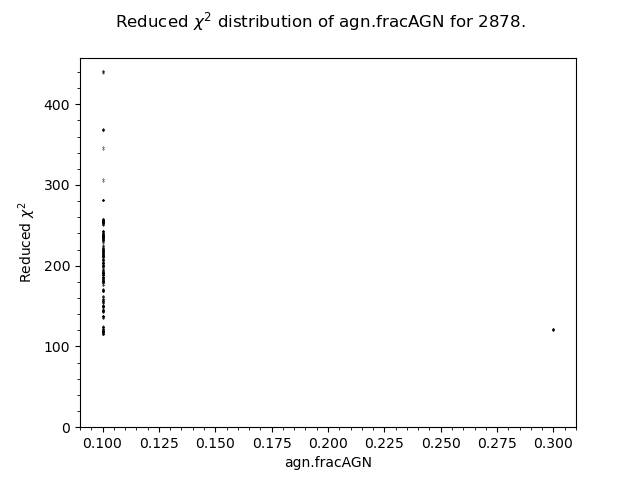 Reduced χ² distribution of agn.fracAGN for 2878.
Reduced χ²
400
300
200
100
0
0.100 0.125 0.150 0.175 0.200 0.225 0.250 0.275 0.300
agn.fracAGN